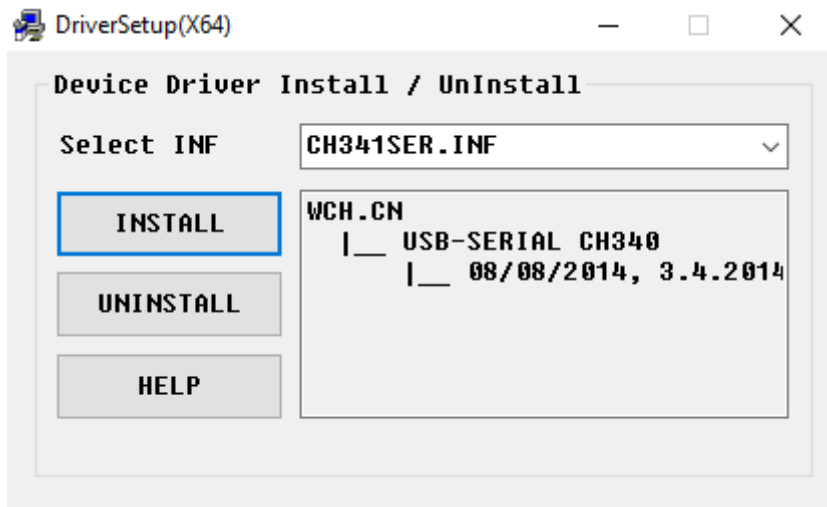 DriverSetup(X64)
Device Driver Install / UnInstall
Select INF
CH341SER.INF
INSTALL
UNINSTALL
HELP
WCH.CN
|__ USB-SERIAL CH340
|__ 08/08/2014, 3.4.2014